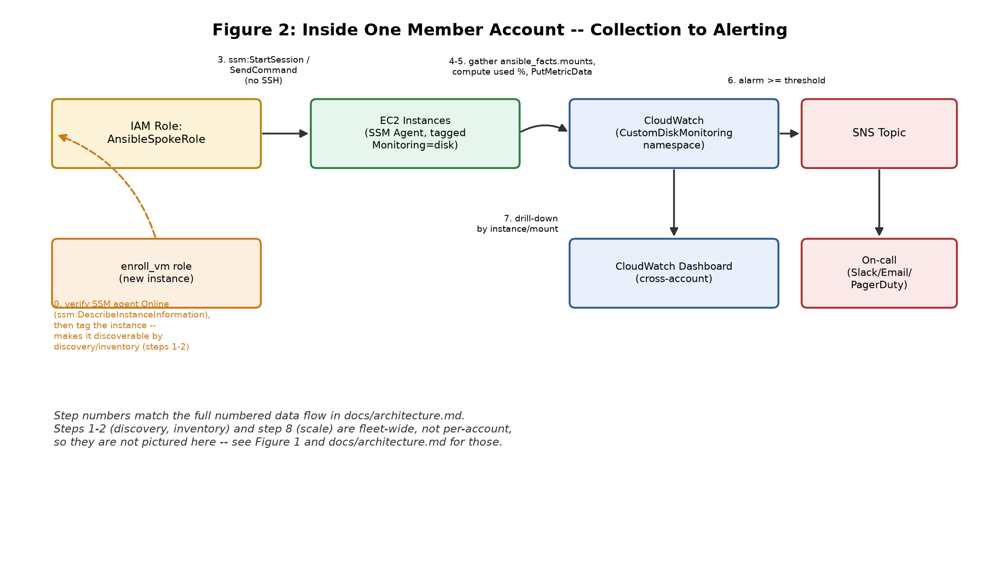 Figure 2: Inside One Member Account -- Collection to Alerting
3. ssm:StartSession /
SendCommand
(no SSH)
4-5. gather ansible_facts.mounts,
compute used %, PutMetricData
6. alarm >= threshold
IAM Role:
AnsibleSpokeRole
EC2 Instances
(SSM Agent, tagged
Monitoring=disk)
CloudWatch
(CustomDiskMonitoring
namespace)
SNS Topic
7. drill-down
by instance/mount
enroll_vm role
(new instance)
CloudWatch Dashboard
(cross-account)
On-call
(Slack/Email/
PagerDuty)
0. verify SSM agent Online
(ssm:DescribeInstanceInformation),
then tag the instance --
makes it discoverable by
discovery/inventory (steps 1-2)
Step numbers match the full numbered data flow in docs/architecture.md.
Steps 1-2 (discovery, inventory) and step 8 (scale) are fleet-wide, not per-account,
so they are not pictured here -- see Figure 1 and docs/architecture.md for those.